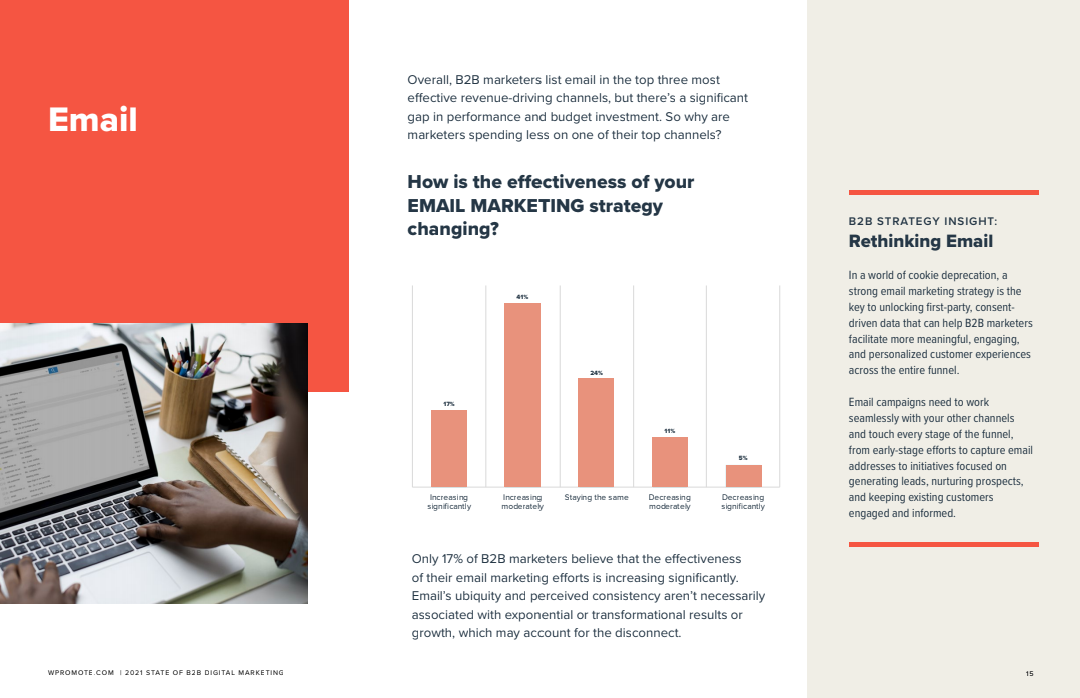 Email
Overall, B2B marketers list email in the top three most
effective revenue-driving channels, but there's a significant
gap in performance and budget investment. So why are
marketers spending less on one of their top channels?
How is the effectiveness of your
EMAIL MARKETING strategy
changing?
17%
41%
24%
11%
5%
Increasing
significantly
Increasing
moderately
Staying the same
Decreasing
moderately
Decreasing
significantly
Only 17% of B2B marketers believe that the effectiveness
of their email marketing efforts is increasing significantly.
Email's ubiquity and perceived consistency aren't necessarily
associated with exponential or transformational results or
growth, which may account for the disconnect.
B2B STRATEGY INSIGHT:
Rethinking Email
In a world of cookie deprecation, a
strong email marketing strategy is the
key to unlocking first-party, consent-
driven data that can help B2B marketers
facilitate more meaningful, engaging,
and personalized customer experiences
across the entire funnel.
Email campaigns need to work
seamlessly with your other channels
and touch every stage of the funnel,
from early-stage efforts to capture email
addresses to initiatives focused on
generating leads, nurturing prospects,
and keeping existing customers
engaged and informed.
WPROMOTE.COM | 2021 STATE OF B2B DIGITAL MARKETING
15